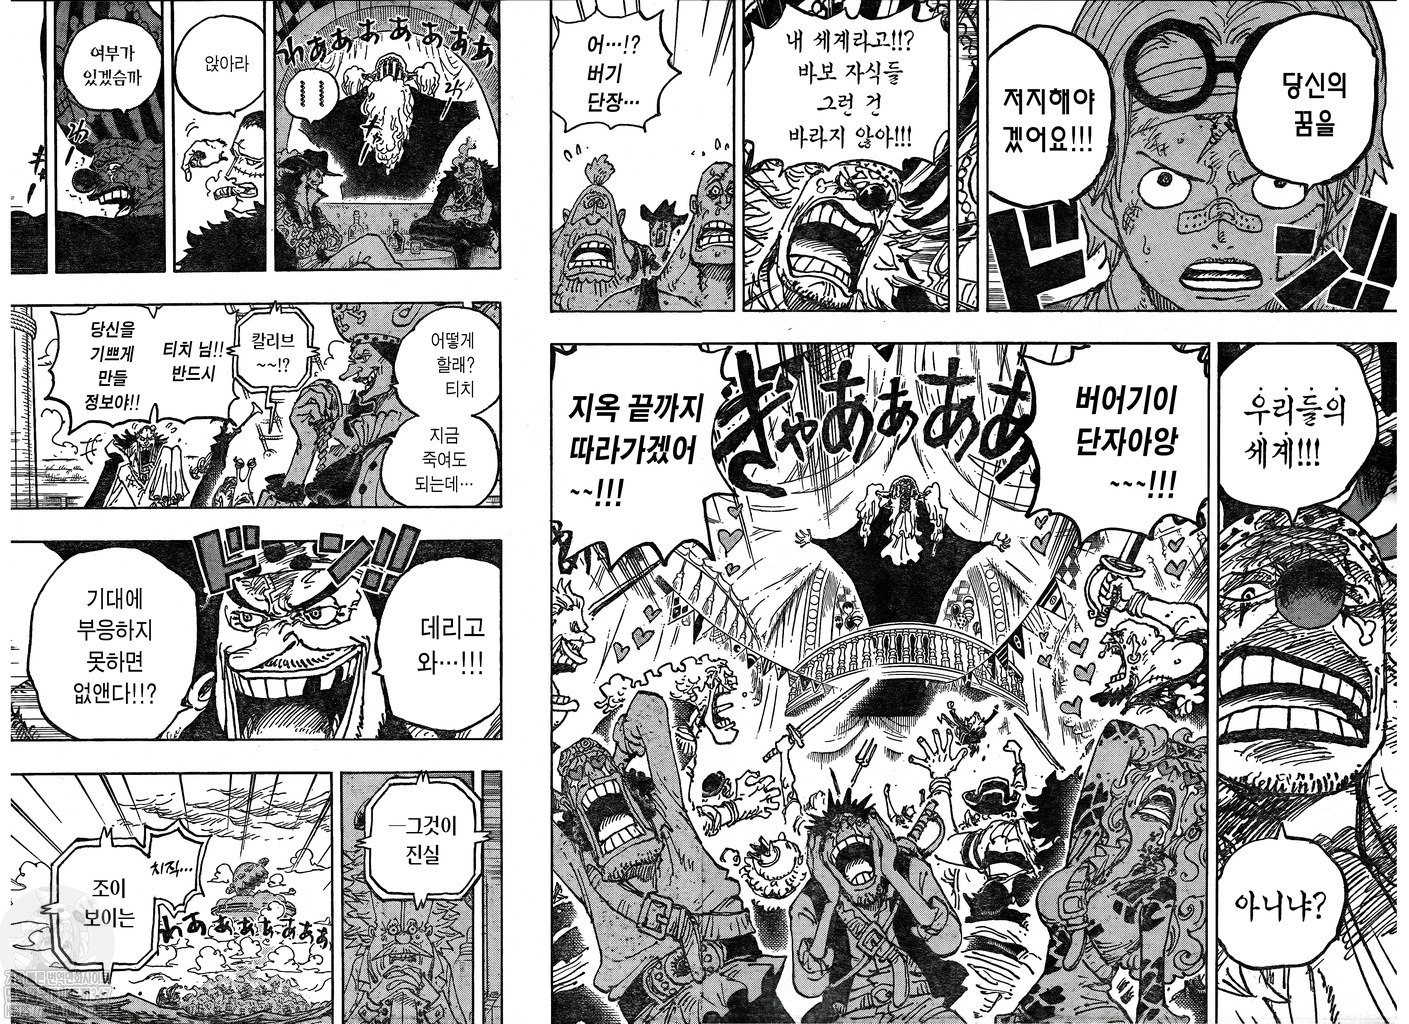 당신의
꿈을
저지해야
겠어요!!!
ドン!!
내 세계라고!!?
바보 자식들
그런 건
바라지 않아!!!
어…!?
버기
단장…
우리들의
세계!!!
아니냐?
버어기이
단자아앙
~~~!!!
ぎゃあああああ
지옥 끝까지
따라가겠어
~~!!!
わああああああああ
앉아라
여부가
있겠슴까
어떻게
할래?
티치
지금
죽여도
되는데…
칼리브
~~!?
티치 님!!
반드시
당신을
기쁘게
만들
정보야!!
ドン!!
데리고
와…!!!
기대에
부응하지
못하면
없앤다!!?
―그것이
진실
치직…
조이
보이는
わあああああああ